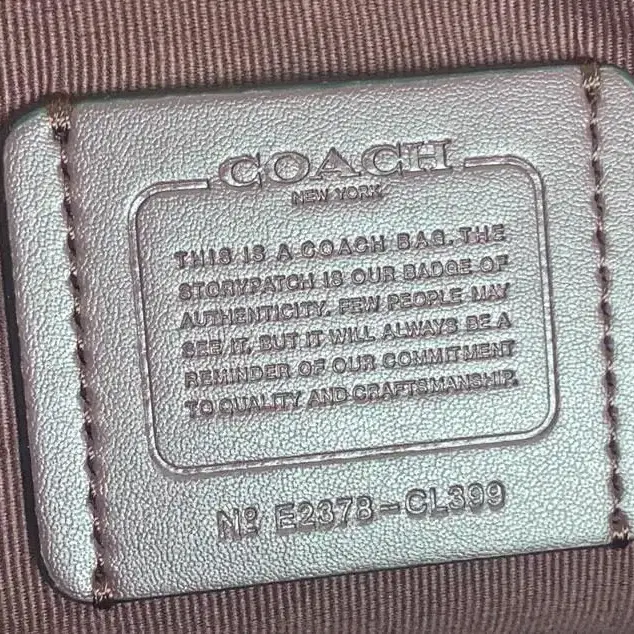 COACH
NEW YORK
THIS IS A COACH BAG. THE
STORYPATCH IS OUR BADGE OF
AUTHENTICITY. FEW PEOPLE MAY
SEE IT, BUT IT WILL ALWAYS BE A
REMINDER OF OUR COMMITMENT
TO QUALITY AND CRAFTSMANSHIP.
Nº E2378-CL399